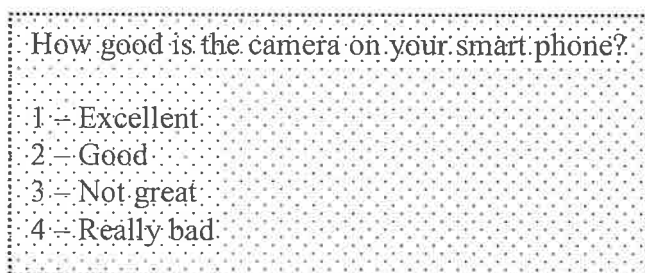 How good is the camera on your smart phone?
1 – Excellent
2 – Good
3 – Not great
4 – Really bad